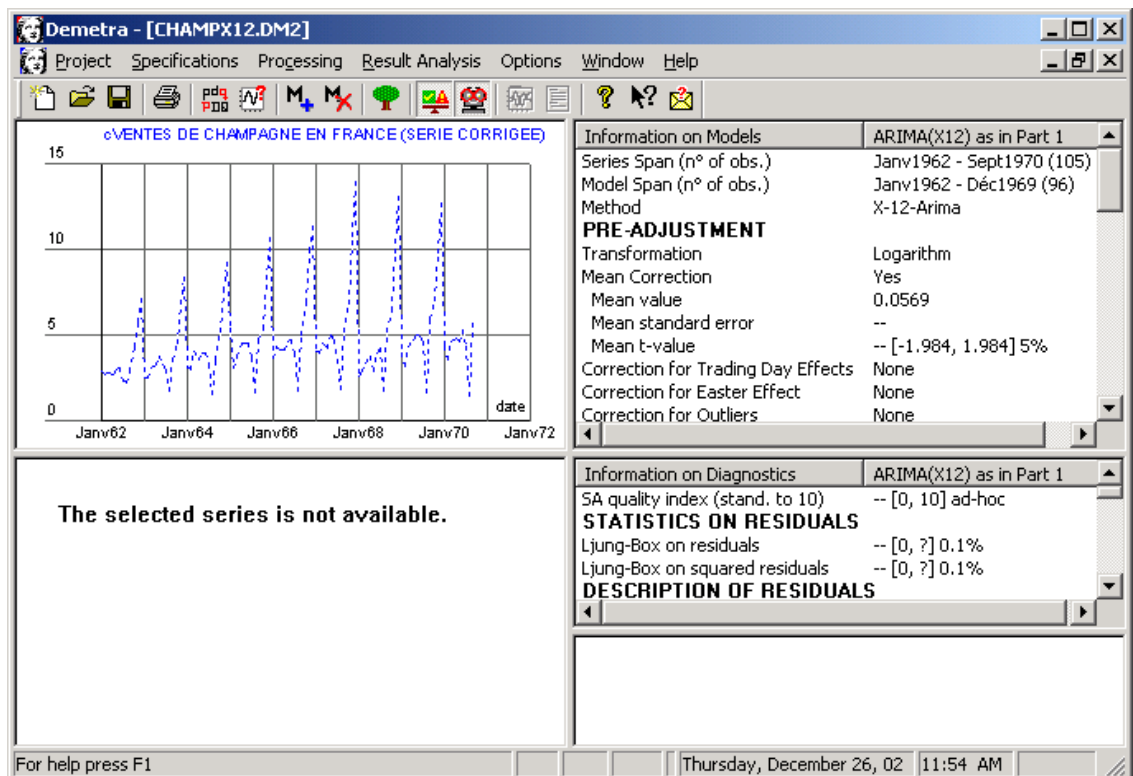 Demetra - [CHAMPX12.DM2]
Project Specifications Processing Result Analysis Options Window Help
cVENTES DE CHAMPAGNE EN FRANCE (SERIE CORRIGEE)
15
10
5
0
date
Janv62 Janv64 Janv66 Janv68 Janv70 Janv72
Information on Models ARIMA(X12) as in Part 1
Series Span (n° of obs.) Janv1962 - Sept1970 (105)
Model Span (n° of obs.) Janv1962 - Déc1969 (96)
Method X-12-Arima
PRE-ADJUSTMENT
Transformation Logarithm
Mean Correction Yes
Mean value 0.0569
Mean standard error --
Mean t-value -- [-1.984, 1.984] 5%
Correction for Trading Day Effects None
Correction for Easter Effect None
Correction for Outliers None
The selected series is not available.
Information on Diagnostics ARIMA(X12) as in Part 1
SA quality index (stand. to 10) -- [0, 10] ad-hoc
STATISTICS ON RESIDUALS
Ljung-Box on residuals -- [0, ?] 0.1%
Ljung-Box on squared residuals -- [0, ?] 0.1%
DESCRIPTION OF RESIDUALS
For help press F1
Thursday, December 26, 02 11:54 AM